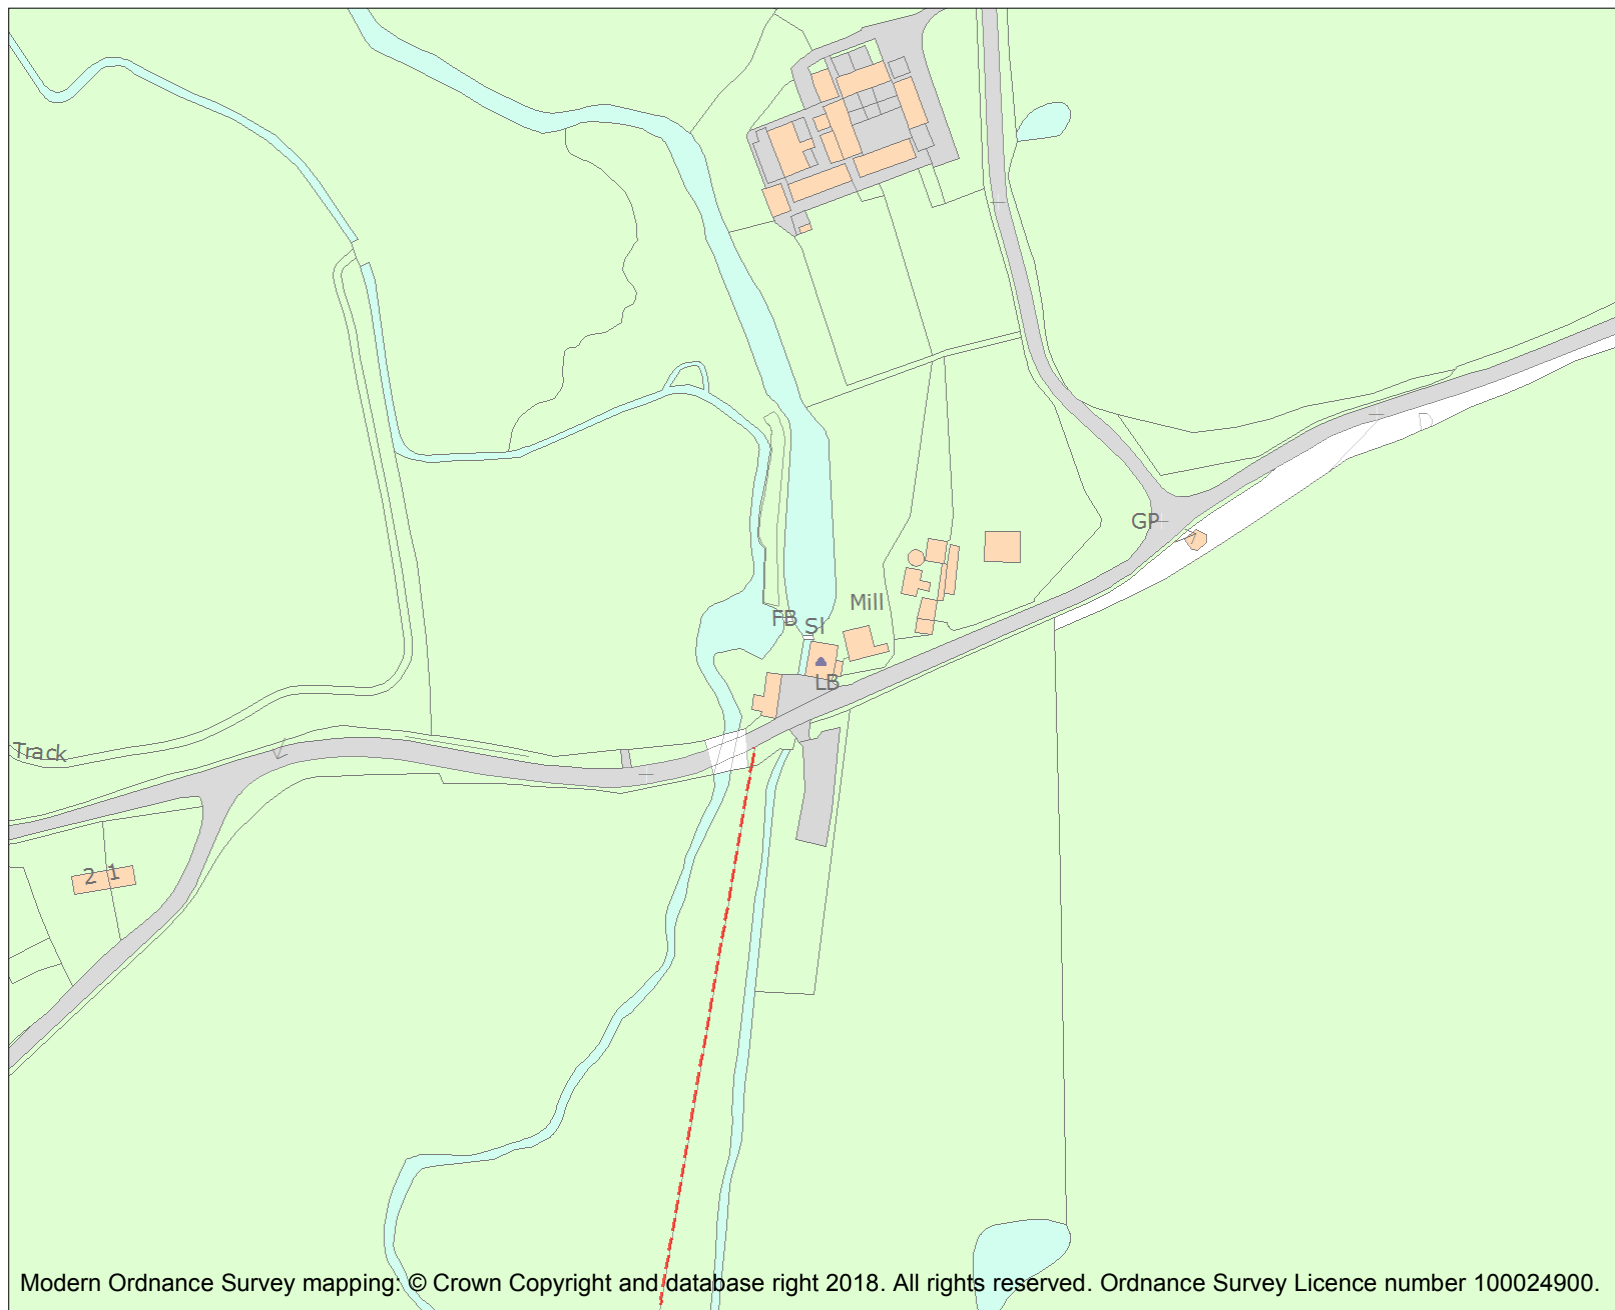 GP
Mill
FB
Sl
LB
Track
2 1
Modern Ordnance Survey mapping: © Crown Copyright and database right 2018. All rights reserved. Ordnance Survey Licence number 100024900.